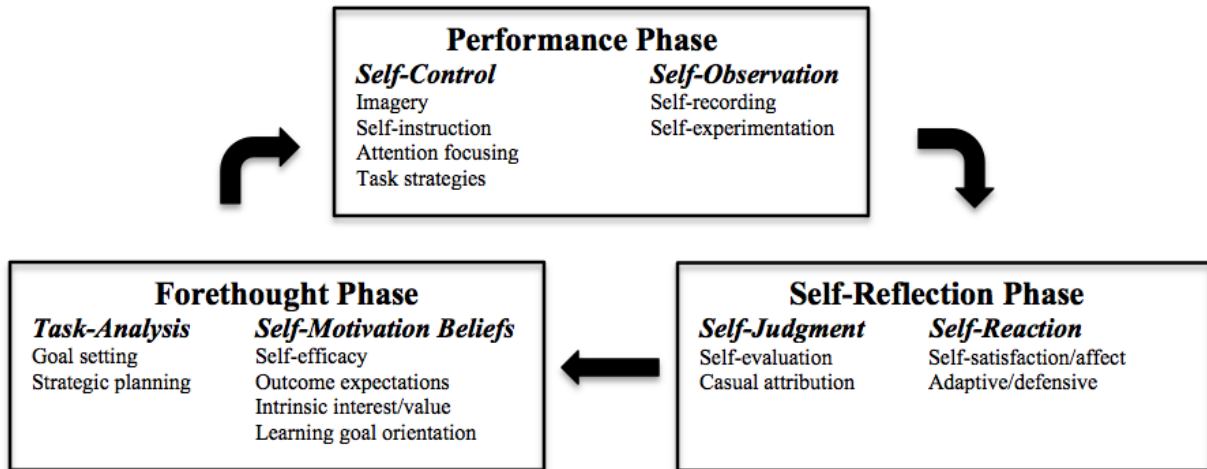 Performance Phase
Self-Control
Imagery
Self-instruction
Attention focusing
Task strategies
Self-Observation
Self-recording
Self-experimentation
Forethought Phase
Task-Analysis
Goal setting
Strategic planning
Self-Motivation Beliefs
Self-efficacy
Outcome expectations
Intrinsic interest/value
Learning goal orientation
Self-Reflection Phase
Self-Judgment
Self-evaluation
Casual attribution
Self-Reaction
Self-satisfaction/affect
Adaptive/defensive